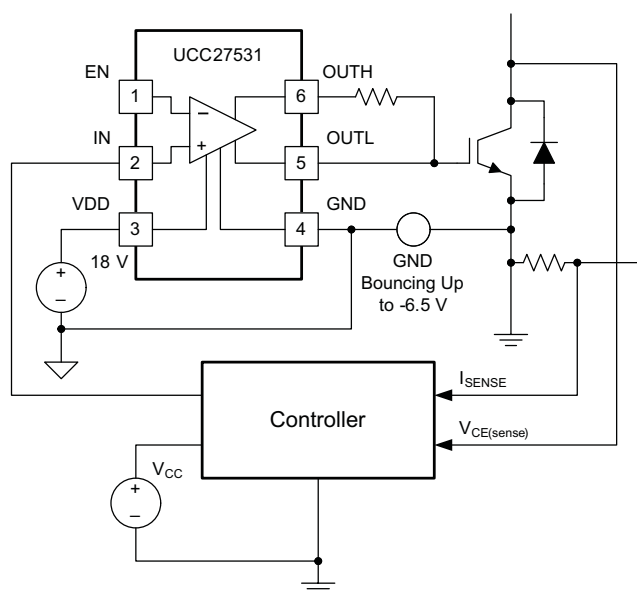 UCC27531
EN
1
OUTH
6
−
+
IN
2
OUTL
5
VDD
3
GND
4
18 V
+
−
GND
Bouncing Up
to -6.5 V
Controller
ISENSE
VCE(sense)
VCC
+
−